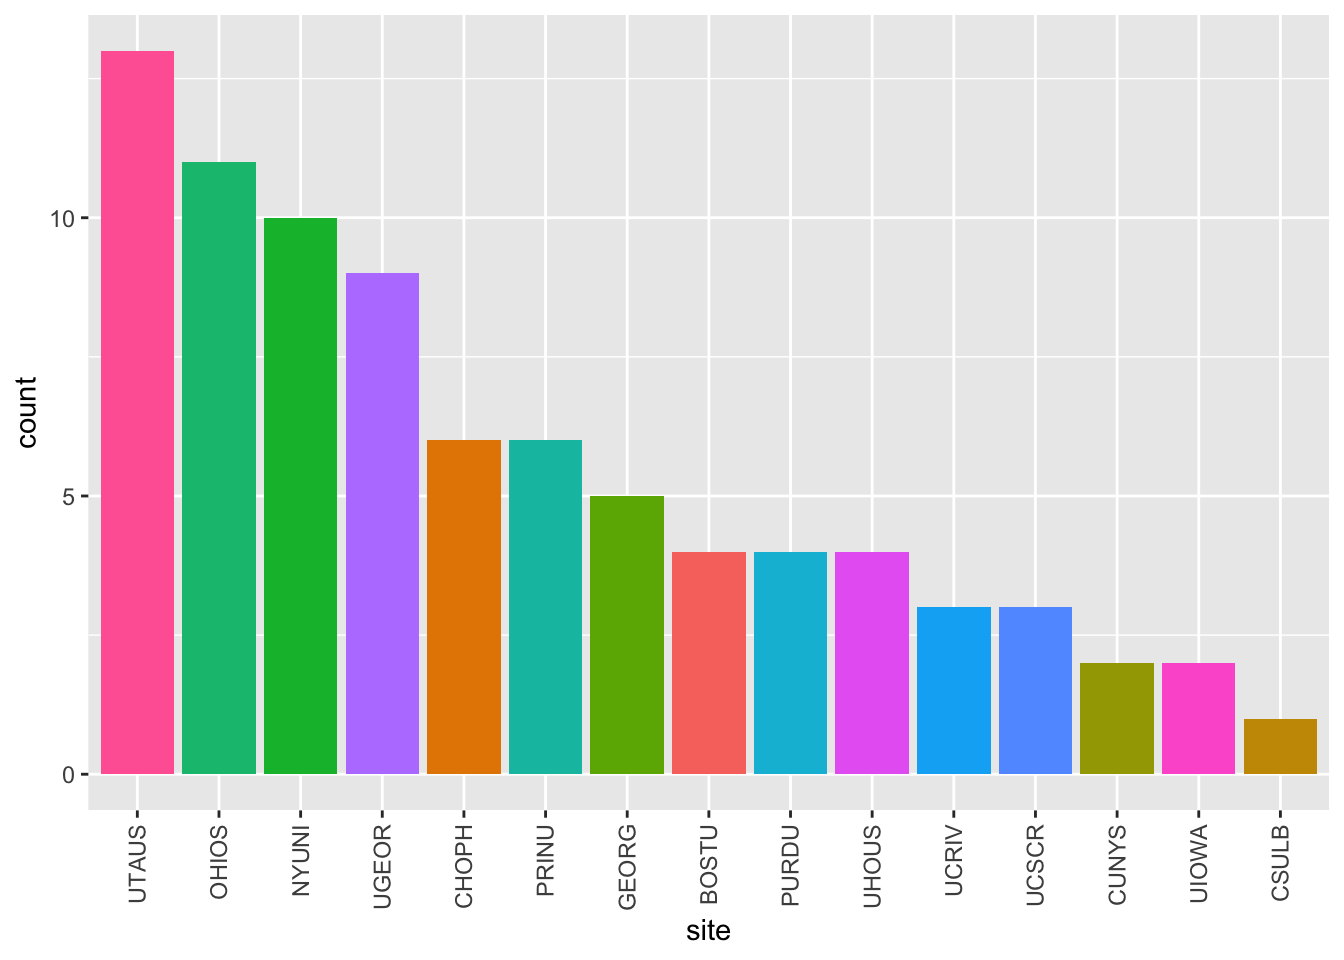 count
10
5
0
UTAUS
OHIOS
NYUNI
UGEOR
CHOPH
PRINU
GEORG
BOSTU
PURDU
UHOUS
UCRIV
UCSCR
CUNYS
UIOWA
CSULB
site